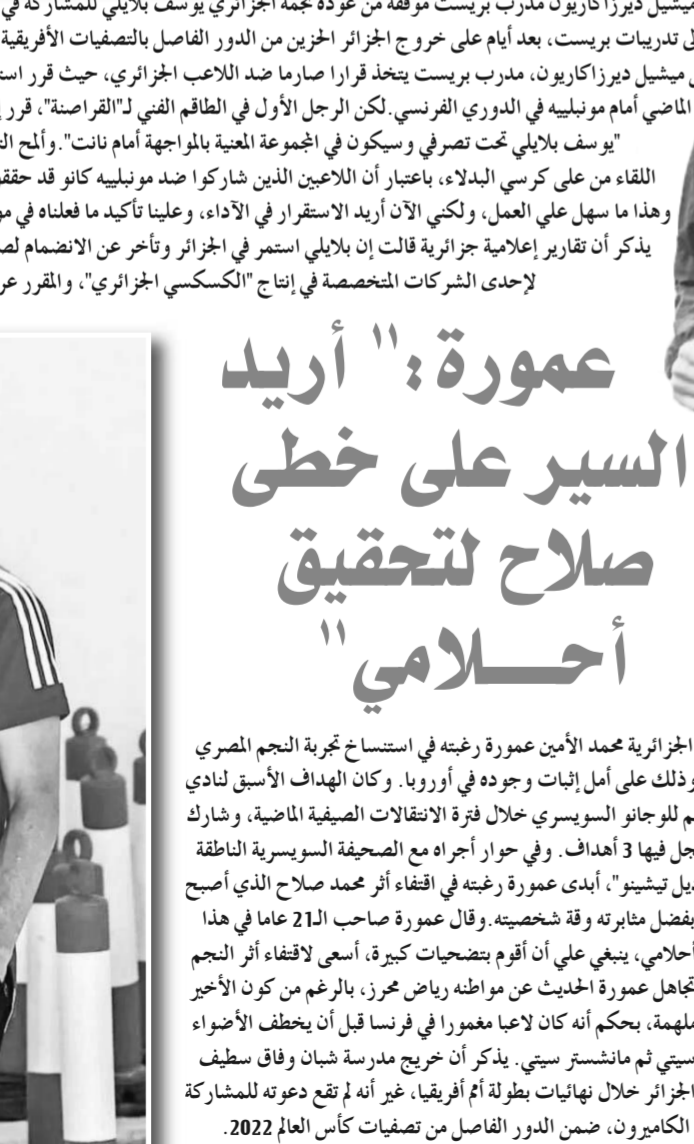 ميشيل ديرزاكاريون مدرب بريست موقفه من عودة نجمه الجزائري يوسف بلايلي للمشاركة في
تدريبات بريست، بعد أيام على خروج الجزائر الحزين من الدور الفاصل بالتصفيات الأفريقية
ميشيل ديرزاكاريون، مدرب بريست يتخذ قرارا صارما ضد اللاعب الجزائري، حيث قرر
الماضي أمام مونبلييه في الدوري الفرنسي.لكن الرجل الأول في الطاقم الفني لـ"القراصنة"، قرر
"يوسف بلايلي تحت تصرفي وسيكون في المجموعة المعنية بالمواجهة أمام نانت".وألمح
اللقاء من على كرسي البدلاء، باعتبار أن اللاعبين الذين شاركوا ضد مونبلييه كانو قد
وهذا ما سهل علي العمل، ولكني الآن أريد الاستقرار في الآداء، وعلينا تأكيد ما فعلناه في
يذكر أن تقارير إعلامية جزائرية قالت إن بلايلي استمر في الجزائر وتأخر عن الانضمام
لإحدى الشركات المتخصصة في إنتاج "الكسكسي الجزائري"، والمقرر
عمورة:" أريد
السير على خطى
صلاح لتحقيق
أحـــلامي"
الجزائرية محمد الأمين عمورة رغبته في استنساخ تجربة النجم المصري
وذلك على أمل إثبات وجوده في أوروبا. وكان الهداف الأسبق لنادي
للوجانو السويسري خلال فترة الانتقالات الصيفية الماضية، وشارك
فيها 3 أهداف. وفي حوار أجراه مع الصحيفة السويسرية الناطقة
تيشينو"، أبدى عمورة رغبته في اقتفاء أثر محمد صلاح الذي أصبح
بفضل مثابرته وقة شخصيته.وقال عمورة صاحب الـ21 عاما في هذا
أحلامي، ينبغي علي أن أقوم بتضحيات كبيرة، أسعى لاقتفاء أثر النجم
تجاهل عمورة الحديث عن مواطنه رياض محرز، بالرغم من كون الأخير
ملهمة، بحكم أنه كان لاعبا مغمورا في فرنسا قبل أن يخطف الأضواء
سيتي ثم مانشستر سيتي. يذكر أن خريج مدرسة شبان وفاق سطيف
الجزائر خلال نهائيات بطولة أمم أفريقيا، غير أنه لم تقع دعوته للمشاركة
الكاميرون، ضمن الدور الفاصل من تصفيات كأس العالم 2022.